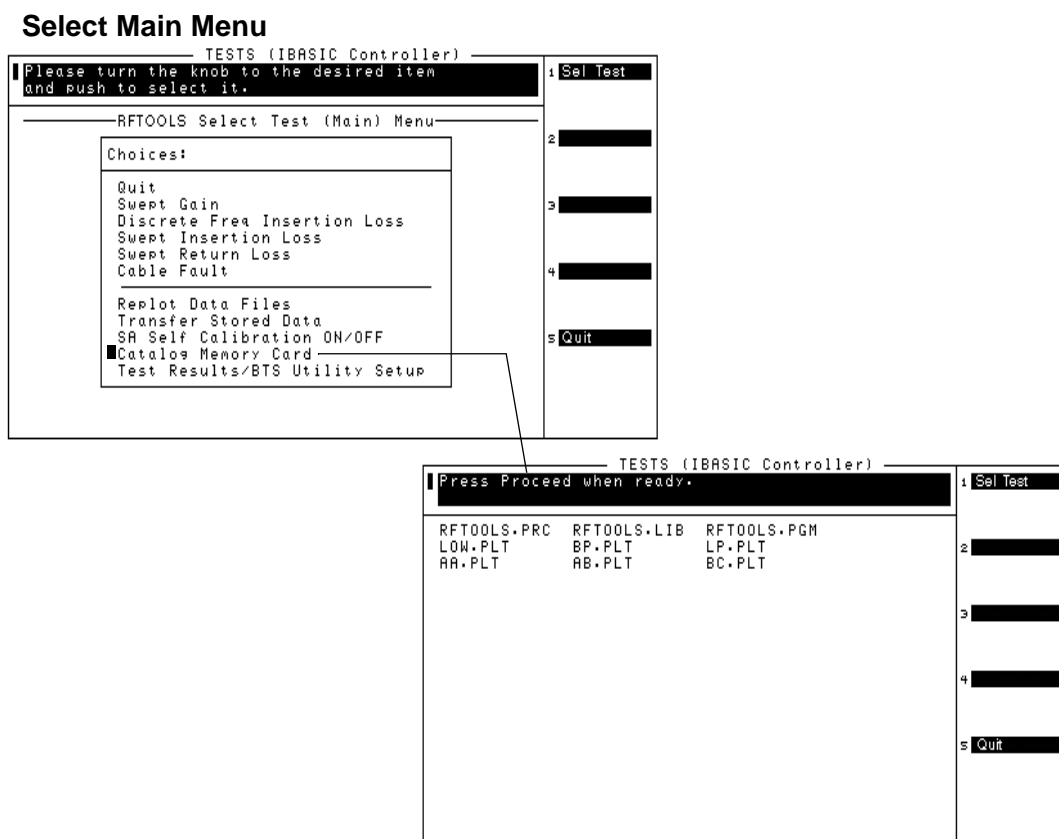 Select Main Menu
TESTS (IBASIC Controller)
Please turn the knob to the desired item
and push to select it.
1 Sel Test
RFTOOLS Select Test (Main) Menu
2
Choices:
Quit
Swept Gain
3
Discrete Freq Insertion Loss
Swept Insertion Loss
Swept Return Loss
Cable Fault
4
Replot Data Files
Transfer Stored Data
SA Self Calibration ON/OFF
5 Quit
Catalog Memory Card
Test Results/BTS Utility Setup
TESTS (IBASIC Controller)
Press Proceed when ready.
1 Sel Test
RFTOOLS.PRC RFTOOLS.LIB RFTOOLS.PGM
LOW.PLT BP.PLT LP.PLT
2
AA.PLT AB.PLT BC.PLT
3
4
5 Quit